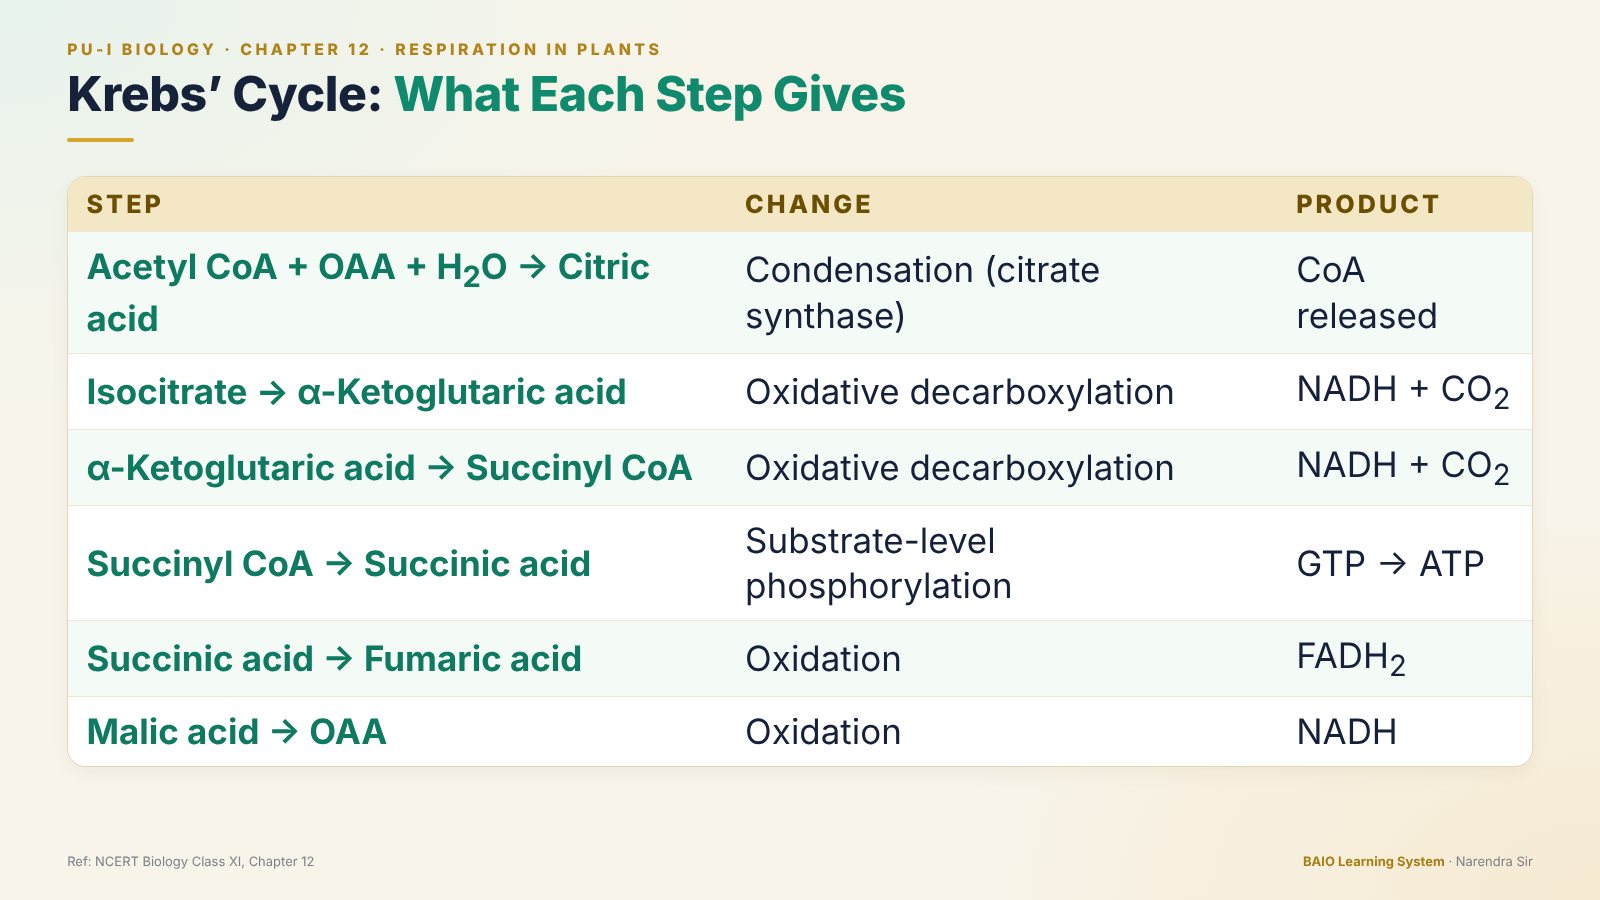 PU-I BIOLOGY · CHAPTER 12 · RESPIRATION IN PLANTS
Krebs’ Cycle: What Each Step Gives
STEP CHANGE PRODUCT
Acetyl CoA + OAA + H₂O → Citric
acid
Condensation (citrate
synthase)
CoA
released
Isocitrate → α-Ketoglutaric acid Oxidative decarboxylation NADH + CO₂
α-Ketoglutaric acid → Succinyl CoA Oxidative decarboxylation NADH + CO₂
Succinyl CoA → Succinic acid
Substrate-level
phosphorylation
GTP → ATP
Succinic acid → Fumaric acid Oxidation FADH₂
Malic acid → OAA Oxidation NADH
Ref: NCERT Biology Class XI, Chapter 12
BAIO Learning System · Narendra Sir